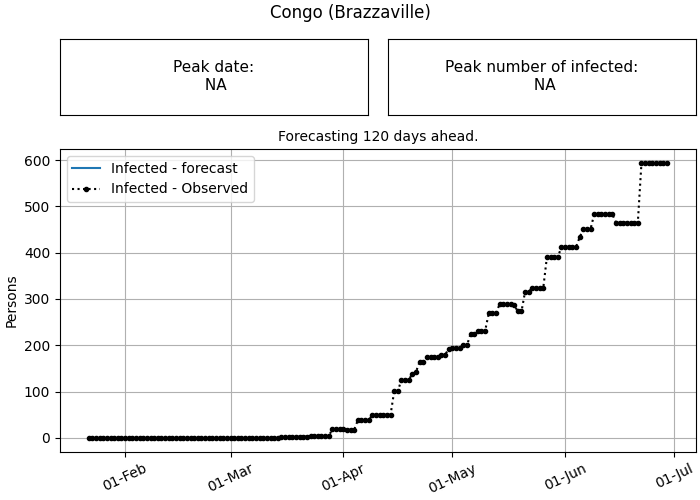 Congo (Brazzaville)
Peak date:
NA
Peak number of infected:
NA
Forecasting 120 days ahead.
Infected - forecast
Infected - Observed
Persons
600
500
400
300
200
100
0
01-Feb
01-Mar
01-Apr
01-May
01-Jun
01-Jul